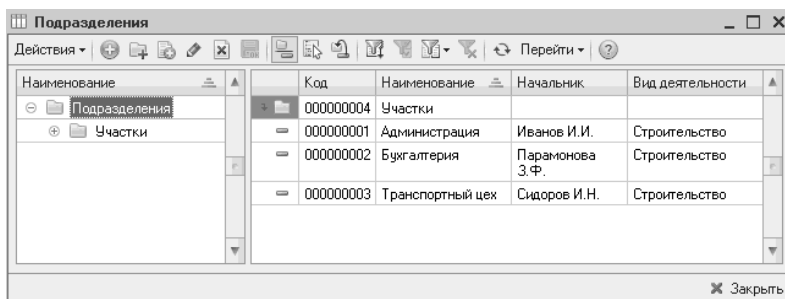 Подразделения
Действия Перейти
Наименование
Подразделения
Участки
Код Наименование Начальник Вид деятельности
000000004 Участки
000000001 Администрация Иванов И.И. Строительство
000000002 Бухгалтерия Парамонова З.Ф. Строительство
000000003 Транспортный цех Сидоров И.Н. Строительство
Закрыть